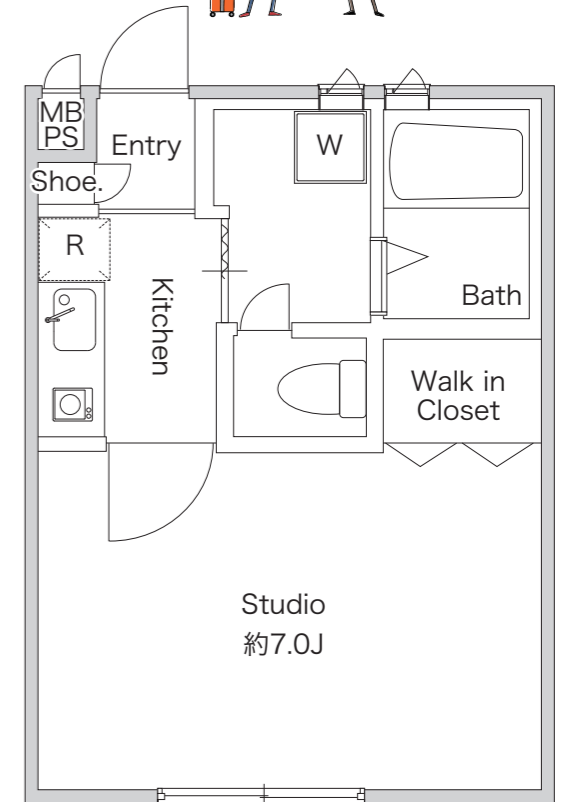 MB
PS
Entry
W
Shoe.
R
Kitchen
Bath
Walk in
Closet
Studio
約7.0J